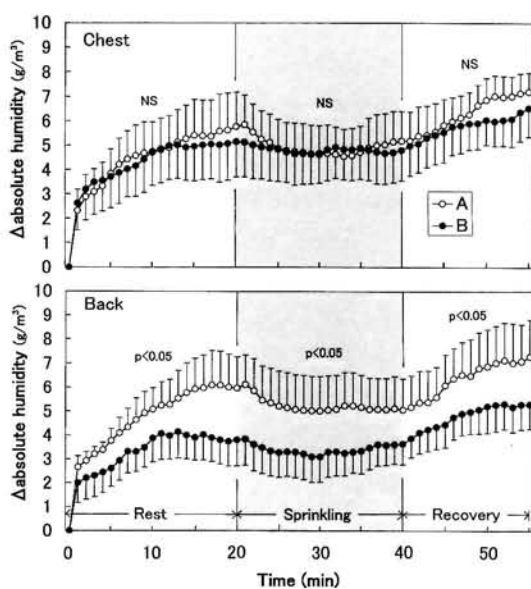 Chest
Δabsolute humidity (g/m³)
10
9
8
7
6
5
4
3
2
1
0
NS
NS
NS
A
B
Back
Δabsolute humidity (g/m³)
10
9
8
7
6
5
4
3
2
1
0
p<0.05
p<0.05
p<0.05
Rest
Sprinkling
Recovery
0
10
20
30
40
50
Time (min)